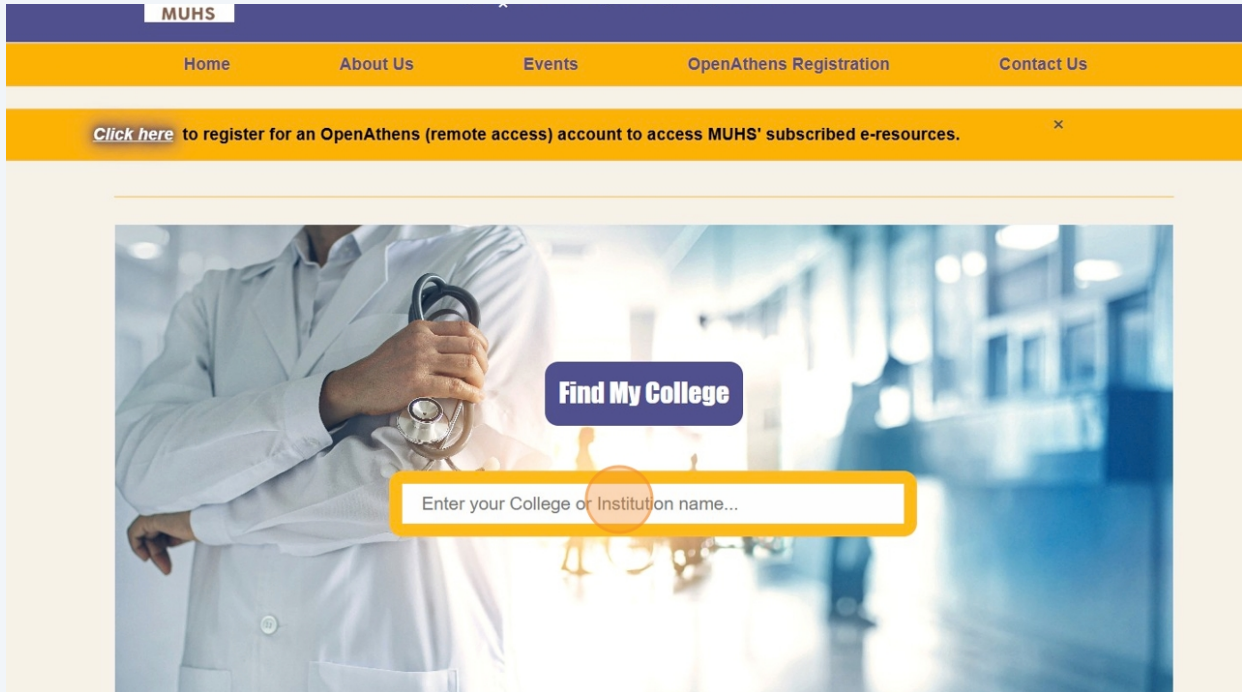 MUHS
Home About Us Events OpenAthens Registration Contact Us
Click here to register for an OpenAthens (remote access) account to access MUHS' subscribed e-resources. ×
Find My College
Enter your College or Institution name...